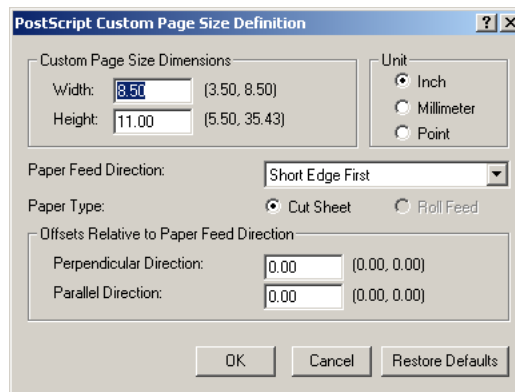 PostScript Custom Page Size Definition
Custom Page Size Dimensions
Width: 8.50 (3.50, 8.50)
Height: 11.00 (5.50, 35.43)
Unit
Inch
Millimeter
Point
Paper Feed Direction: Short Edge First
Paper Type: Cut Sheet Roll Feed
Offsets Relative to Paper Feed Direction
Perpendicular Direction: 0.00 (0.00, 0.00)
Parallel Direction: 0.00 (0.00, 0.00)
OK Cancel Restore Defaults